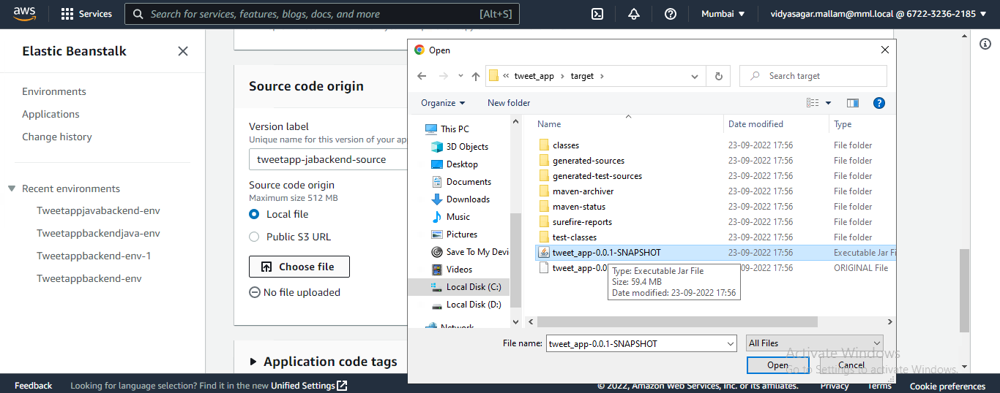 aws
Services
Search for services, features, blogs, docs, and more [Alt+S]
Mumbai
vidyasagar.mallam@mml.local @ 6722-3236-2185
Elastic Beanstalk
Environments
Applications
Change history
Recent environments
Tweetappjavabackend-env
Tweetappbackendjava-env
Tweetappbackend-env-1
Tweetappbackend-env
Source code origin
Version label
Unique name for this version of your ap
tweetapp-jabackend-source
Source code origin
Maximum size 512 MB
Local file
Public S3 URL
Choose file
No file uploaded
Application code tags
Open
« tweet_app › target ›
Search target
Organize
New folder
This PC
3D Objects
Desktop
Documents
Downloads
Music
Pictures
Save To My Devi
Videos
Local Disk (C:)
Local Disk (D:)
Network
Name Date modified Type
classes 23-09-2022 17:56 File folder
generated-sources 23-09-2022 17:56 File folder
generated-test-sources 23-09-2022 17:56 File folder
maven-archiver 23-09-2022 17:56 File folder
maven-status 23-09-2022 17:56 File folder
surefire-reports 23-09-2022 17:56 File folder
test-classes 23-09-2022 17:56 File folder
tweet_app-0.0.1-SNAPSHOT 23-09-2022 17:56 Executable Jar Fi
tweet_app-0.0 022 17:56 ORIGINAL File
Type: Executable Jar File
Size: 59.4 MB
Date modified: 23-09-2022 17:56
File name: tweet_app-0.0.1-SNAPSHOT All Files
Open Cancel
Activate Windows
Go to Settings to activate Windows.
Feedback Looking for language selection? Find it in the new Unified Settings © 2022, Amazon Web Services, Inc. or its affiliates. Privacy Terms Cookie preferences